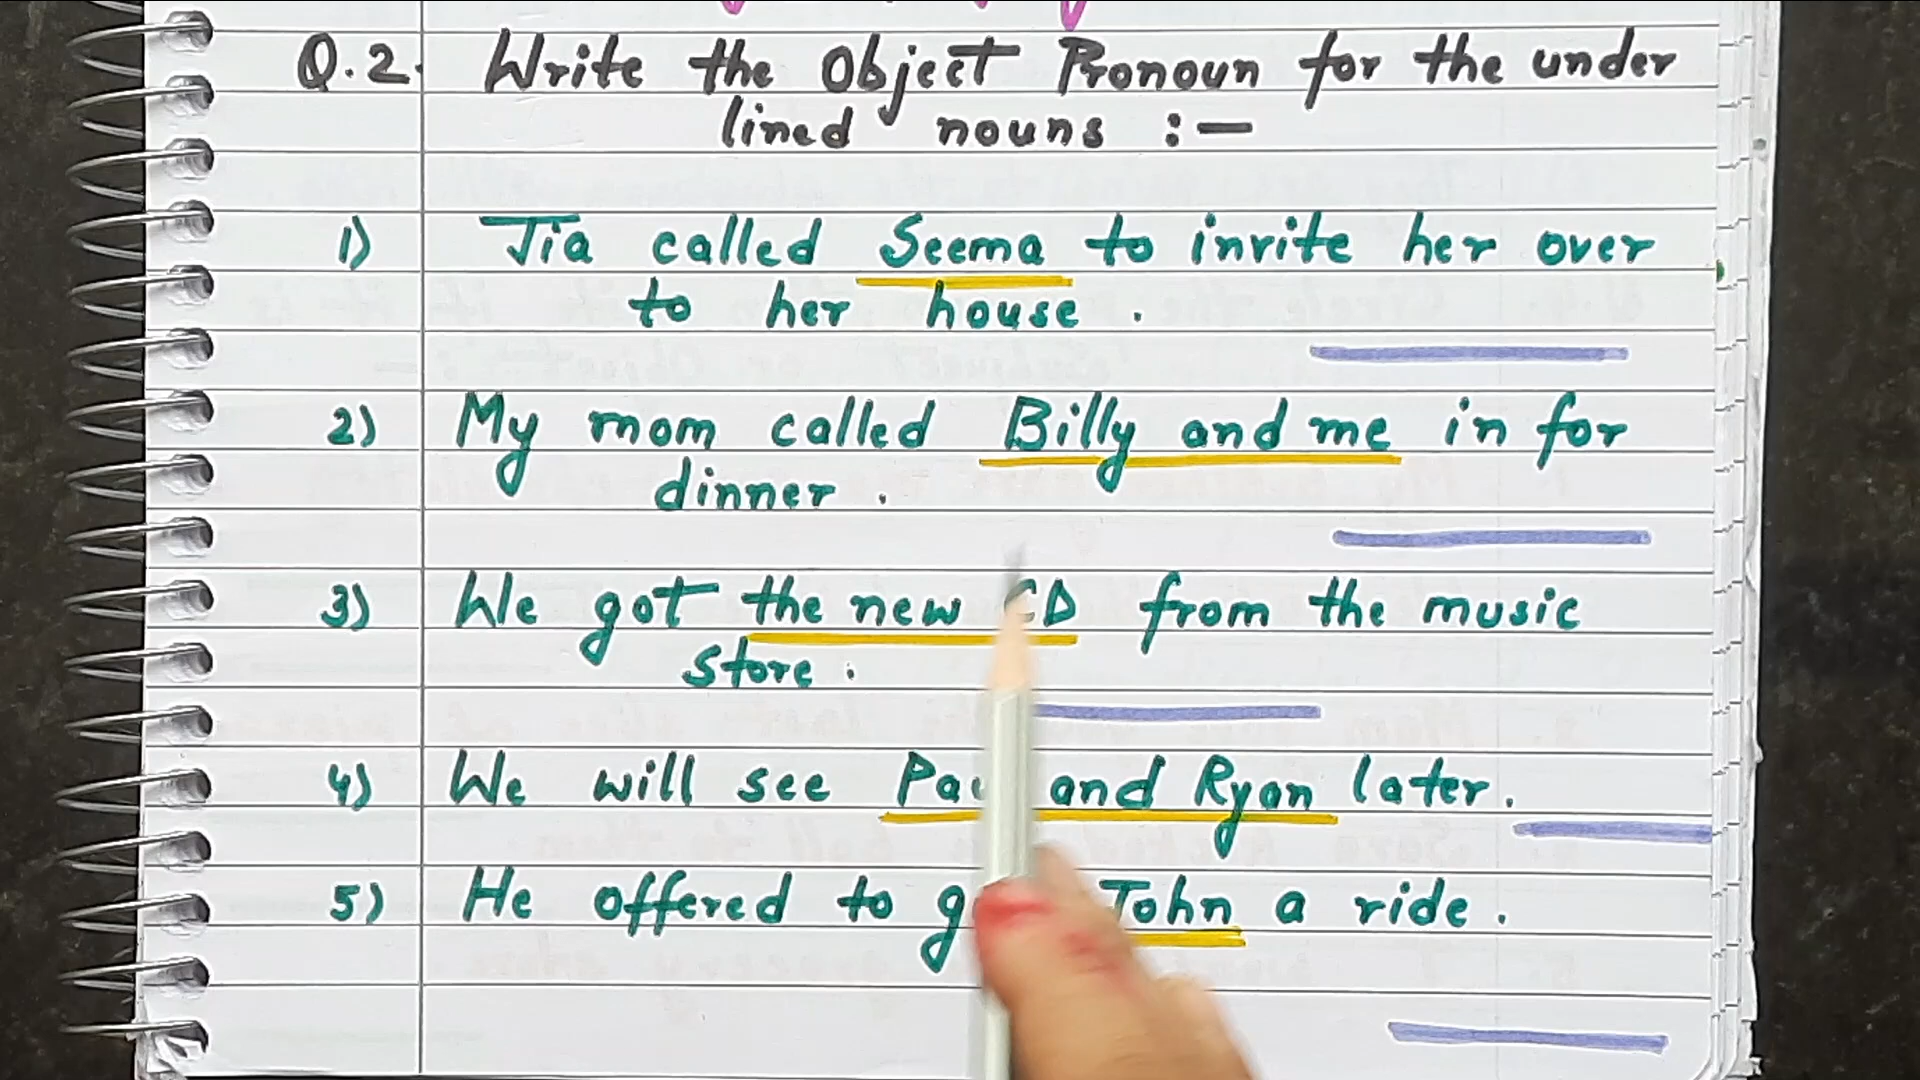 Q.2. Write the Object Pronoun for the under
lined nouns :-
1) Jia called Seema to invite her over
to her house.
2) My mom called Billy and me in for
dinner.
3) We got the new CD from the music
store.
4) We will see and Ryan later.
5) He offered to John a ride.